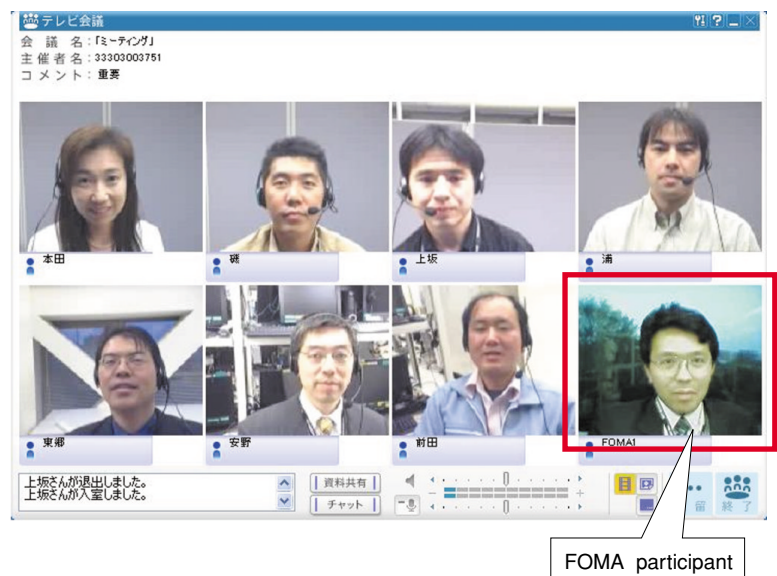 テレビ会議
会議名:「ミーティング」
主催者名:33303003751
コメント:重要
本田
磯
上坂
浦
東郷
安野
前田
FOMA1
上坂さんが退出しました。
上坂さんが入室しました。
資料共有
チャット
留
終了
FOMA participant